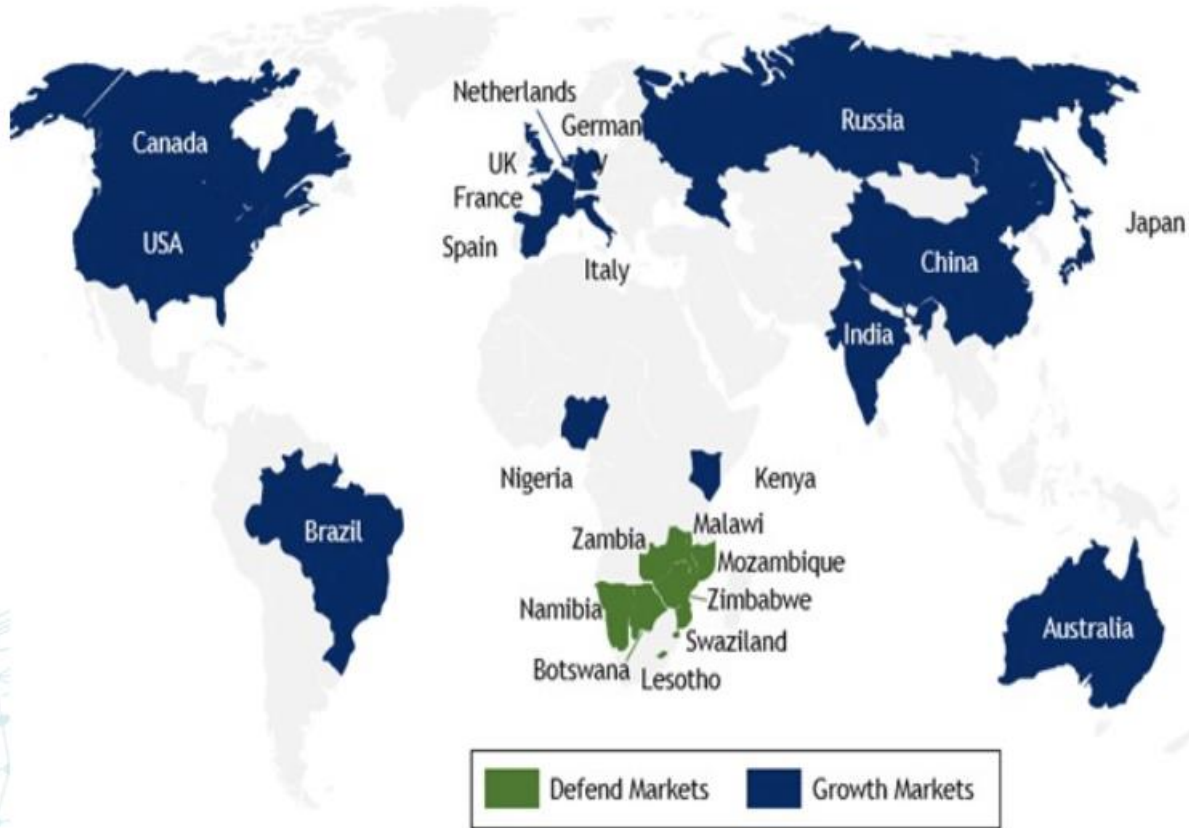 Netherlands
German
y
Canada
Russia
UK
France
USA
Japan
Spain
Italy
China
India
Nigeria
Kenya
Brazil
Malawi
Zambia
Mozambique
Namibia
Zimbabwe
Swaziland
Australia
Botswana
Lesotho
Defend Markets
Growth Markets